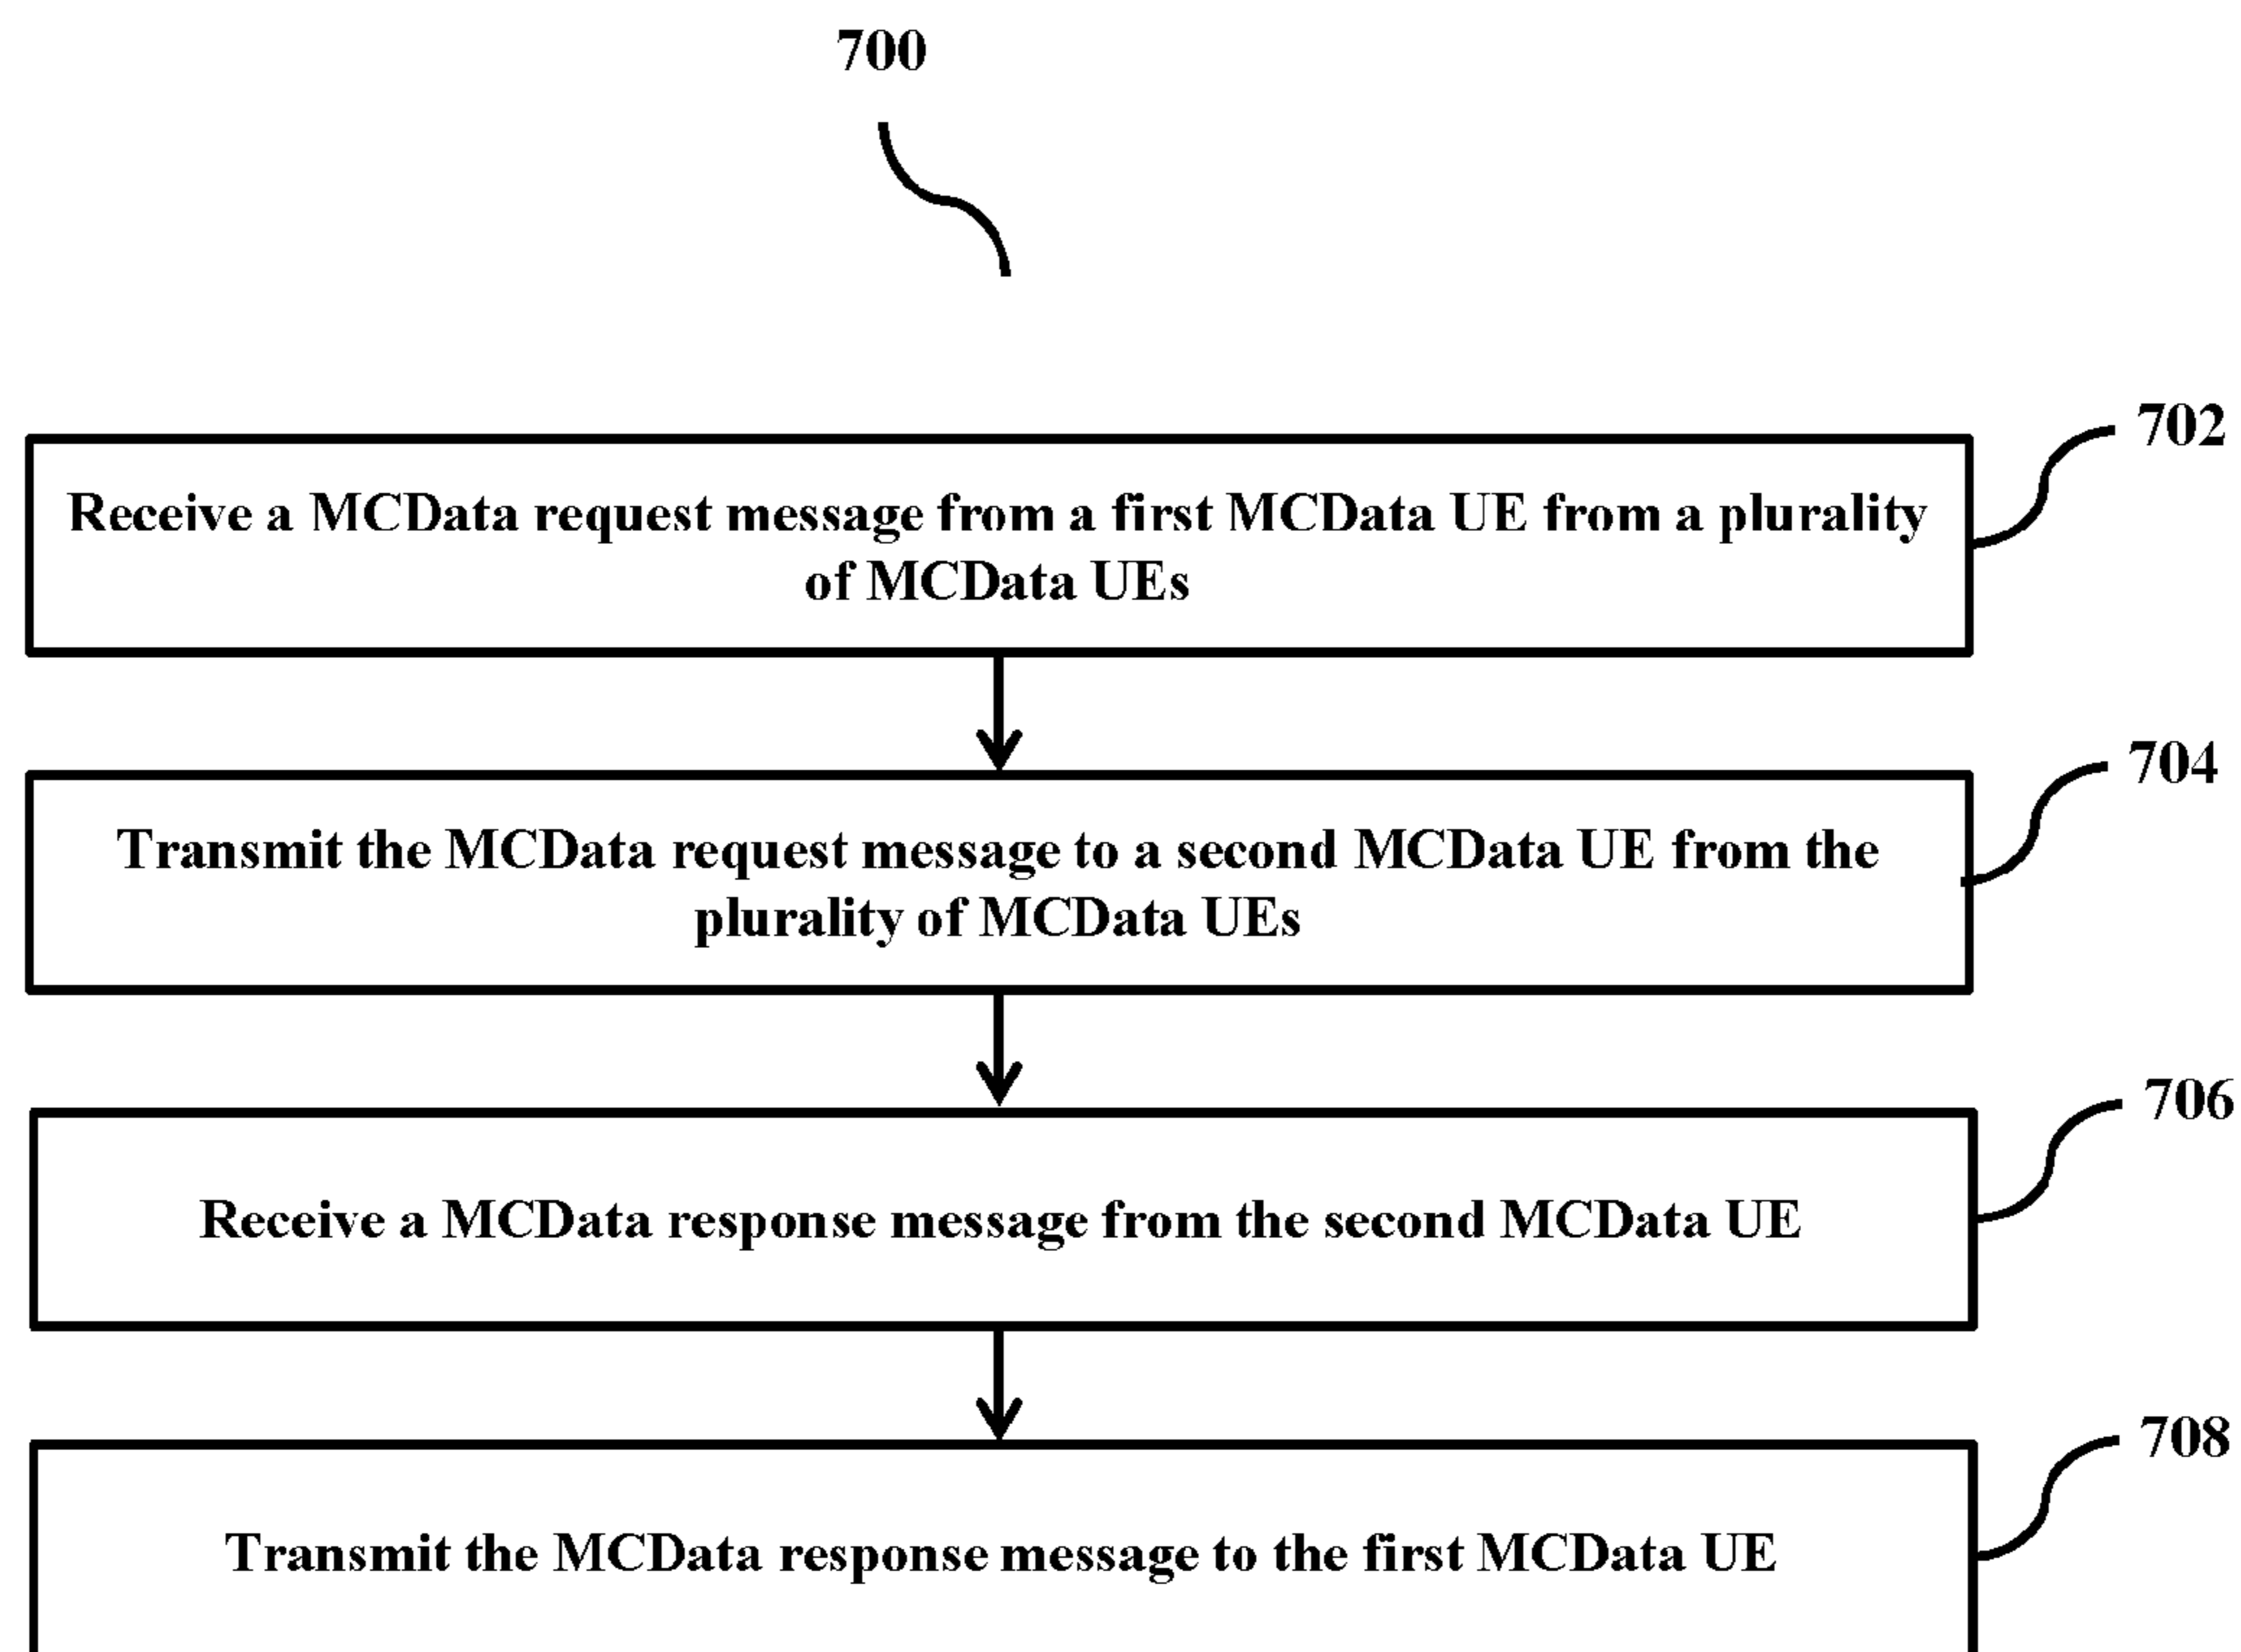 700
702
Receive a MCData request message from a first MCData UE from a plurality
of MCData UEs
704
Transmit the MCData request message to a second MCData UE from the
plurality of MCData UEs
706
Receive a MCData response message from the second MCData UE
708
Transmit the MCData response message to the first MCData UE